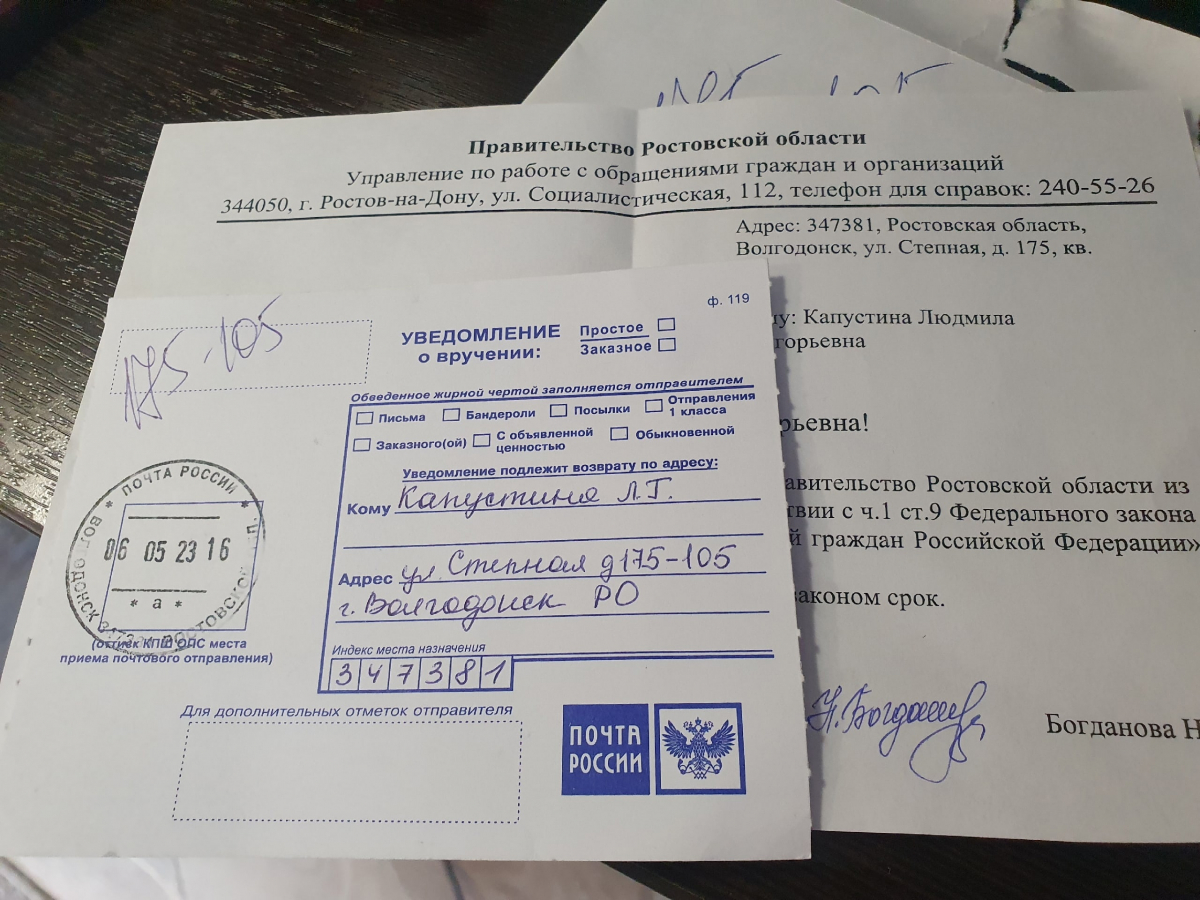 Правительство Ростовской области
Управление по работе с обращениями граждан и организаций
344050, г. Ростов-на-Дону, ул. Социалистическая, 112, телефон для справок: 240-55-26
Адрес: 347381, Ростовская область,
Волгодонск, ул. Степная, д. 175, кв.
му: Капустина Людмила
горьевна
рьевна!
авительство Ростовской области из
твии с ч.1 ст.9 Федерального закона
й граждан Российской Федерации»
аконом срок.
Н. Богданова
Богданова Н
ф. 119
175-105
УВЕДОМЛЕНИЕ
о вручении:
Простое
Заказное
Обведенное жирной чертой заполняется отправителем
Письма Бандероли Посылки Отправления
1 класса
Заказного(ой) С объявленной
ценностью Обыкновенной
Уведомление подлежит возврату по адресу:
Кому Капустина Л.Г.
Адрес ул. Степная д175-105
г. Волгодонск РО
Индекс места назначения
347381
ПОЧТА РОССИИ
06 05 23 16
* а *
ВОЛГОДОНСК
(оттиск КПШ ОПС места
приема почтового отправления)
Для дополнительных отметок отправителя
ПОЧТА
РОССИИ